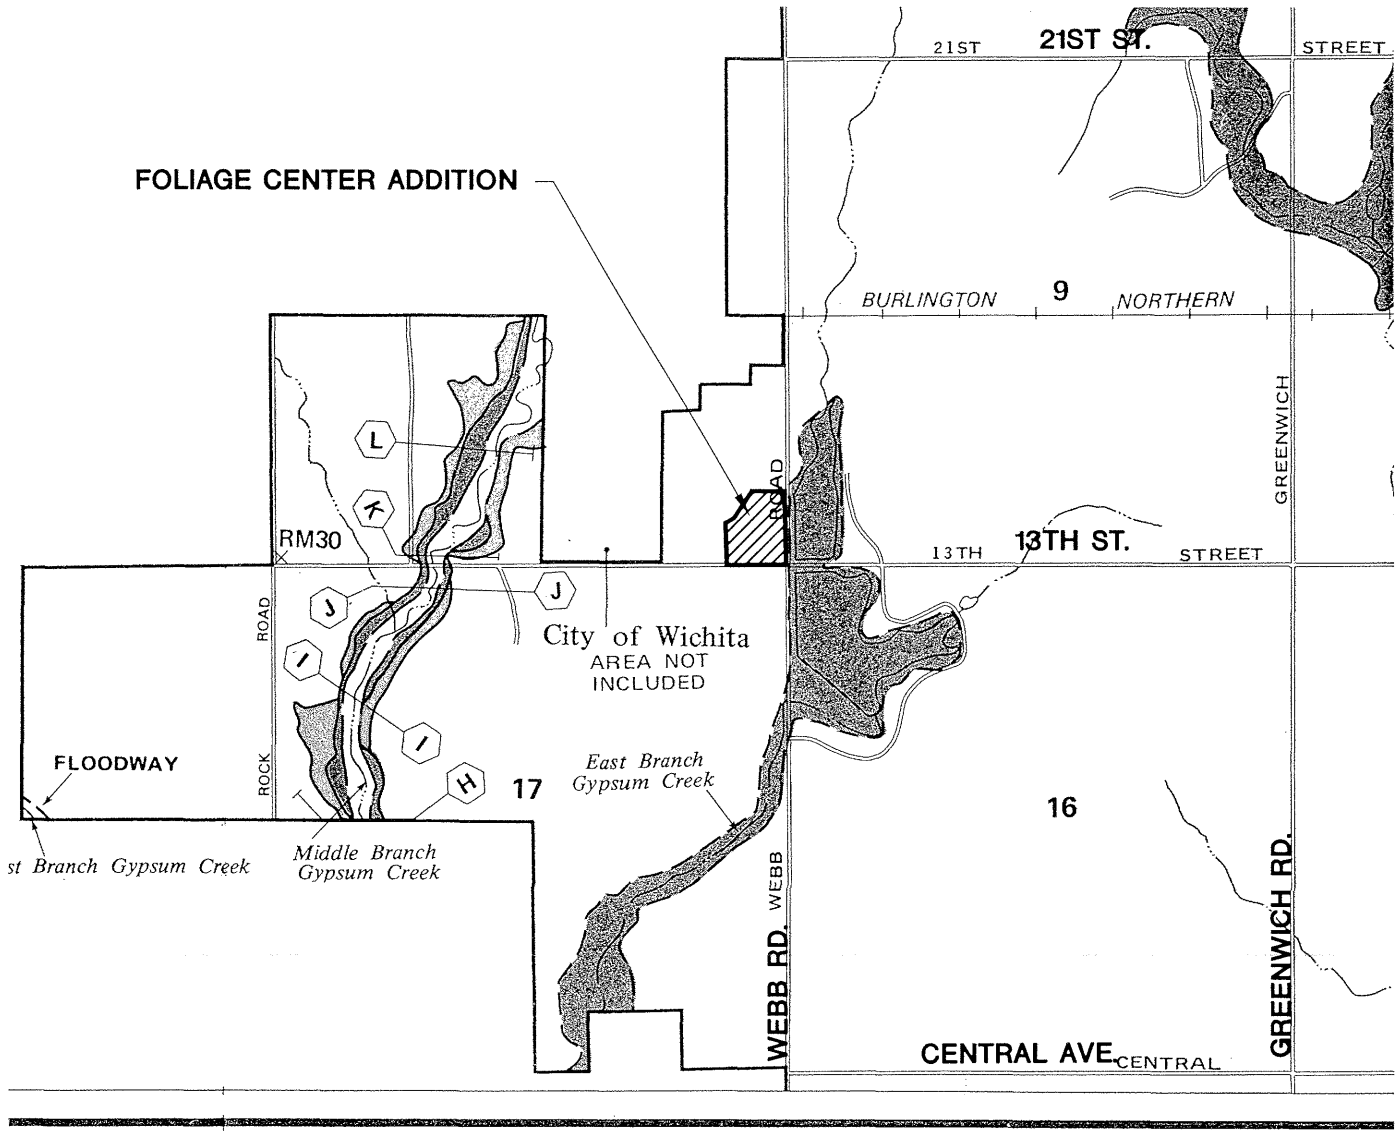 21ST
21ST ST.
STREET
FOLIAGE CENTER ADDITION
BURLINGTON
9
NORTHERN
GREENWICH
L
K
ROAD
RM30
13TH
13TH ST.
STREET
J
J
ROAD
City of Wichita
AREA NOT
INCLUDED
I
I
FLOODWAY
ROCK
H
17
East Branch
Gypsum Creek
16
st Branch Gypsum Creek
Middle Branch
Gypsum Creek
WEBB
WEBB RD.
GREENWICH RD.
CENTRAL AVE.
CENTRAL